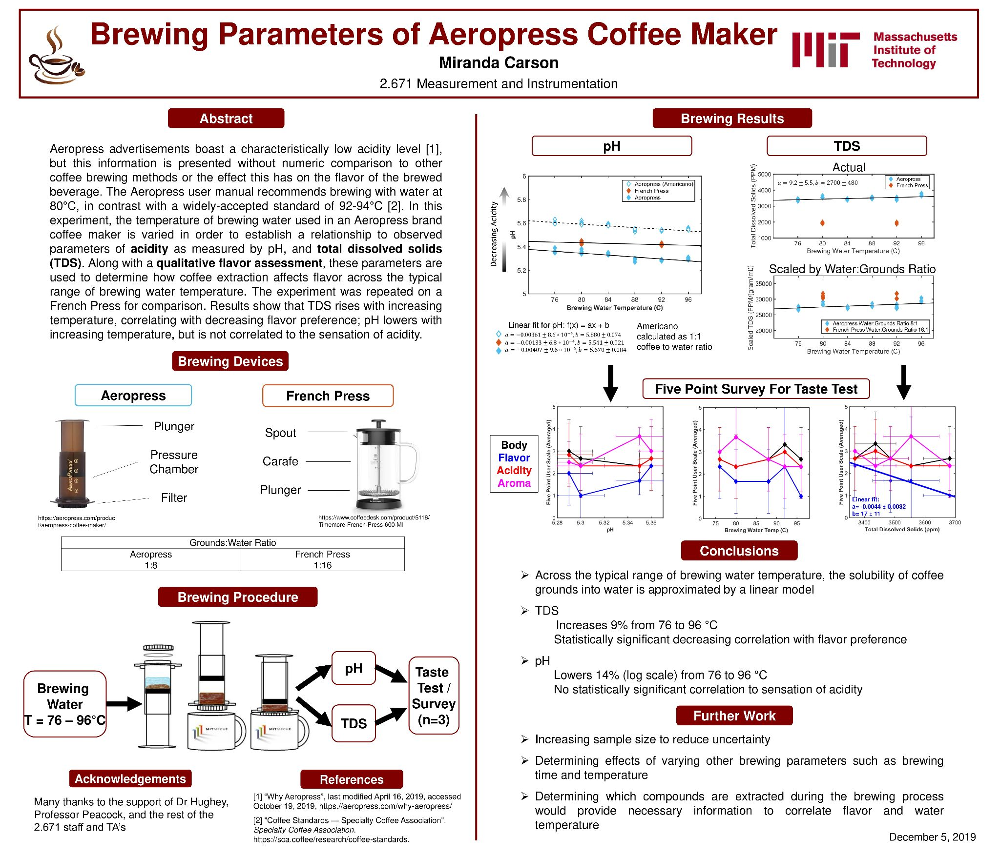 Brewing Parameters of Aeropress Coffee Maker
Miranda Carson
2.671 Measurement and Instrumentation
Massachusetts
Institute of
Technology
Abstract
Aeropress advertisements boast a characteristically low acidity level [1],
but this information is presented without numeric comparison to other
coffee brewing methods or the effect this has on the flavor of the brewed
beverage. The Aeropress user manual recommends brewing with water at
80°C, in contrast with a widely-accepted standard of 92-94°C [2]. In this
experiment, the temperature of brewing water used in an Aeropress brand
coffee maker is varied in order to establish a relationship to observed
parameters of acidity as measured by pH, and total dissolved solids
(TDS). Along with a qualitative flavor assessment, these parameters are
used to determine how coffee extraction affects flavor across the typical
range of brewing water temperature. The experiment was repeated on a
French Press for comparison. Results show that TDS rises with increasing
temperature, correlating with decreasing flavor preference; pH lowers with
increasing temperature, but is not correlated to the sensation of acidity.
Brewing Devices
Aeropress
Plunger
Pressure
Chamber
Filter
AEROPRESS
https://aeropress.com/produc
t/aeropress-coffee-maker/
French Press
Spout
Carafe
Plunger
https://www.coffeedesk.com/product/5116/
Timemore-French-Press-600-Ml
Grounds:Water Ratio
Aeropress French Press
1:8 1:16
Brewing Procedure
Brewing
Water
T = 76 – 96°C
MITMECHE
MITMECHE
pH
TDS
Taste
Test /
Survey
(n=3)
Acknowledgements
Many thanks to the support of Dr Hughey,
Professor Peacock, and the rest of the
2.671 staff and TA's
References
[1] “Why Aeropress”, last modified April 16, 2019, accessed
October 19, 2019, https://aeropress.com/why-aeropress/
[2] "Coffee Standards — Specialty Coffee Association".
Specialty Coffee Association.
https://sca.coffee/research/coffee-standards.
Brewing Results
pH
Decreasing Acidity
pH
6
5.8
5.6
5.4
5.2
5
Aeropress (Americano)
French Press
Aeropress
76 80 84 88 92 96
Brewing Water Temperature (C)
Linear fit for pH: f(x) = ax + b
a = −0.00361 ± 8.6 * 10⁻⁴, b = 5.880 ± 0.074
a = −0.00133 ± 6.8 * 10⁻⁴, b = 5.541 ± 0.021
a = −0.00407 ± 9.6 * 10⁻⁴, b = 5.670 ± 0.084
Americano
calculated as 1:1
coffee to water ratio
TDS
Actual
Total Dissolved Solids (PPM)
5000
4000
3000
2000
1000
a = 9.2 ± 5.5, b = 2700 ± 480
Aeropress
French Press
76 80 84 88 92 96
Brewing Water Temperature (C)
Scaled by Water:Grounds Ratio
Scaled TDS (PPM/(gram/ml))
35000
30000
25000
20000
Aeropress Water:Grounds Ratio 8:1
French Press Water:Grounds Ratio 16:1
76 80 84 88 92 96
Brewing Water Temperature (C)
Five Point Survey For Taste Test
Body
Flavor
Acidity
Aroma
Five Point User Scale (Averaged)
5
4
3
2
1
0
5.28 5.3 5.32 5.34 5.36
pH
Five Point User Scale (Averaged)
5
4
3
2
1
0
75 80 85 90 95
Brewing Water Temp (C)
Five Point User Scale (Averaged)
5
4
3
2
1
0
Linear fit:
a= -0.0044 ± 0.0032
b= 17 ± 11
3400 3500 3600 3700
Total Dissolved Solids (ppm)
Conclusions
➢ Across the typical range of brewing water temperature, the solubility of coffee
grounds into water is approximated by a linear model
➢ TDS
Increases 9% from 76 to 96 °C
Statistically significant decreasing correlation with flavor preference
➢ pH
Lowers 14% (log scale) from 76 to 96 °C
No statistically significant correlation to sensation of acidity
Further Work
➢ Increasing sample size to reduce uncertainty
➢ Determining effects of varying other brewing parameters such as brewing
time and temperature
➢ Determining which compounds are extracted during the brewing process
would provide necessary information to correlate flavor and water
temperature
December 5, 2019